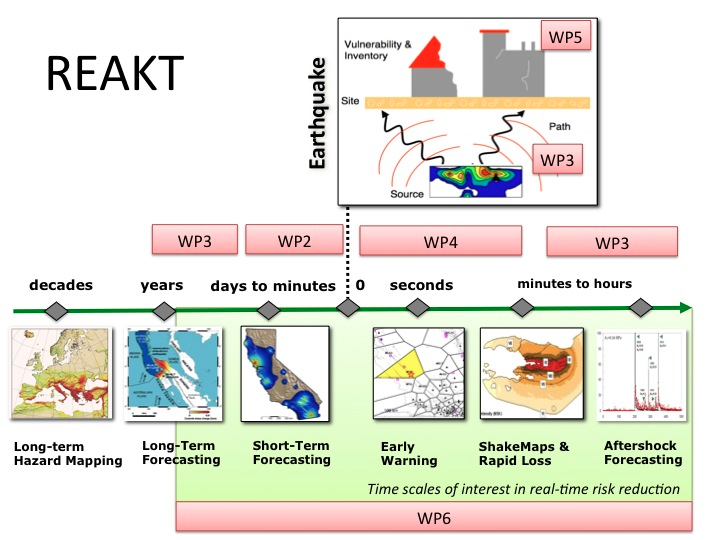 REAKT
Earthquake
Vulnerability &
Inventory
WP5
Site
Path
WP3
Source
WP3
WP2
WP4
WP3
decades
years
days to minutes
0
seconds
minutes to hours
Long-term
Hazard Mapping
Long-Term
Forecasting
Short-Term
Forecasting
Early
Warning
ShakeMaps &
Rapid Loss
Aftershock
Forecasting
Time scales of interest in real-time risk reduction
WP6